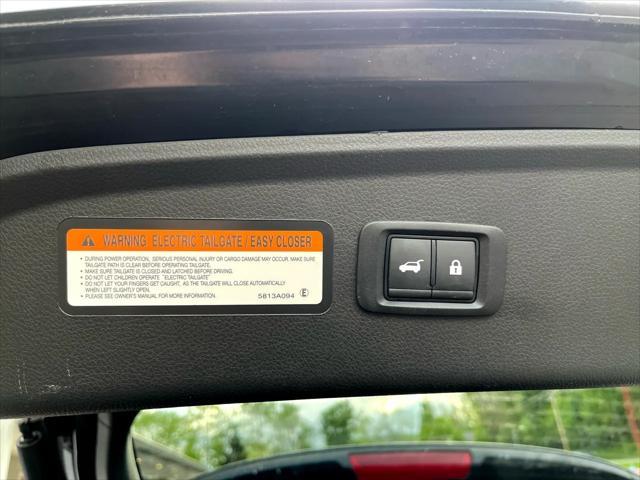 WARNING ELECTRIC TAILGATE / EASY CLOSER
• DURING POWER OPERATION, SERIOUS PERSONAL INJURY OR CARGO DAMAGE MAY OCCUR. MAKE SURE
TAILGATE PATH IS CLEAR BEFORE OPERATING TAILGATE.
• MAKE SURE TAILGATE IS CLOSED AND LATCHED BEFORE DRIVING.
• DO NOT LET CHILDREN OPERATE "ELECTRIC TAILGATE"
• DO NOT LET YOUR FINGERS GET CAUGHT, AS THE TAILGATE WILL CLOSE AUTOMATICALLY
WHEN LEFT SLIGHTLY OPEN.
• PLEASE SEE OWNER'S MANUAL FOR MORE INFORMATION. 5813A094 Ⓔ